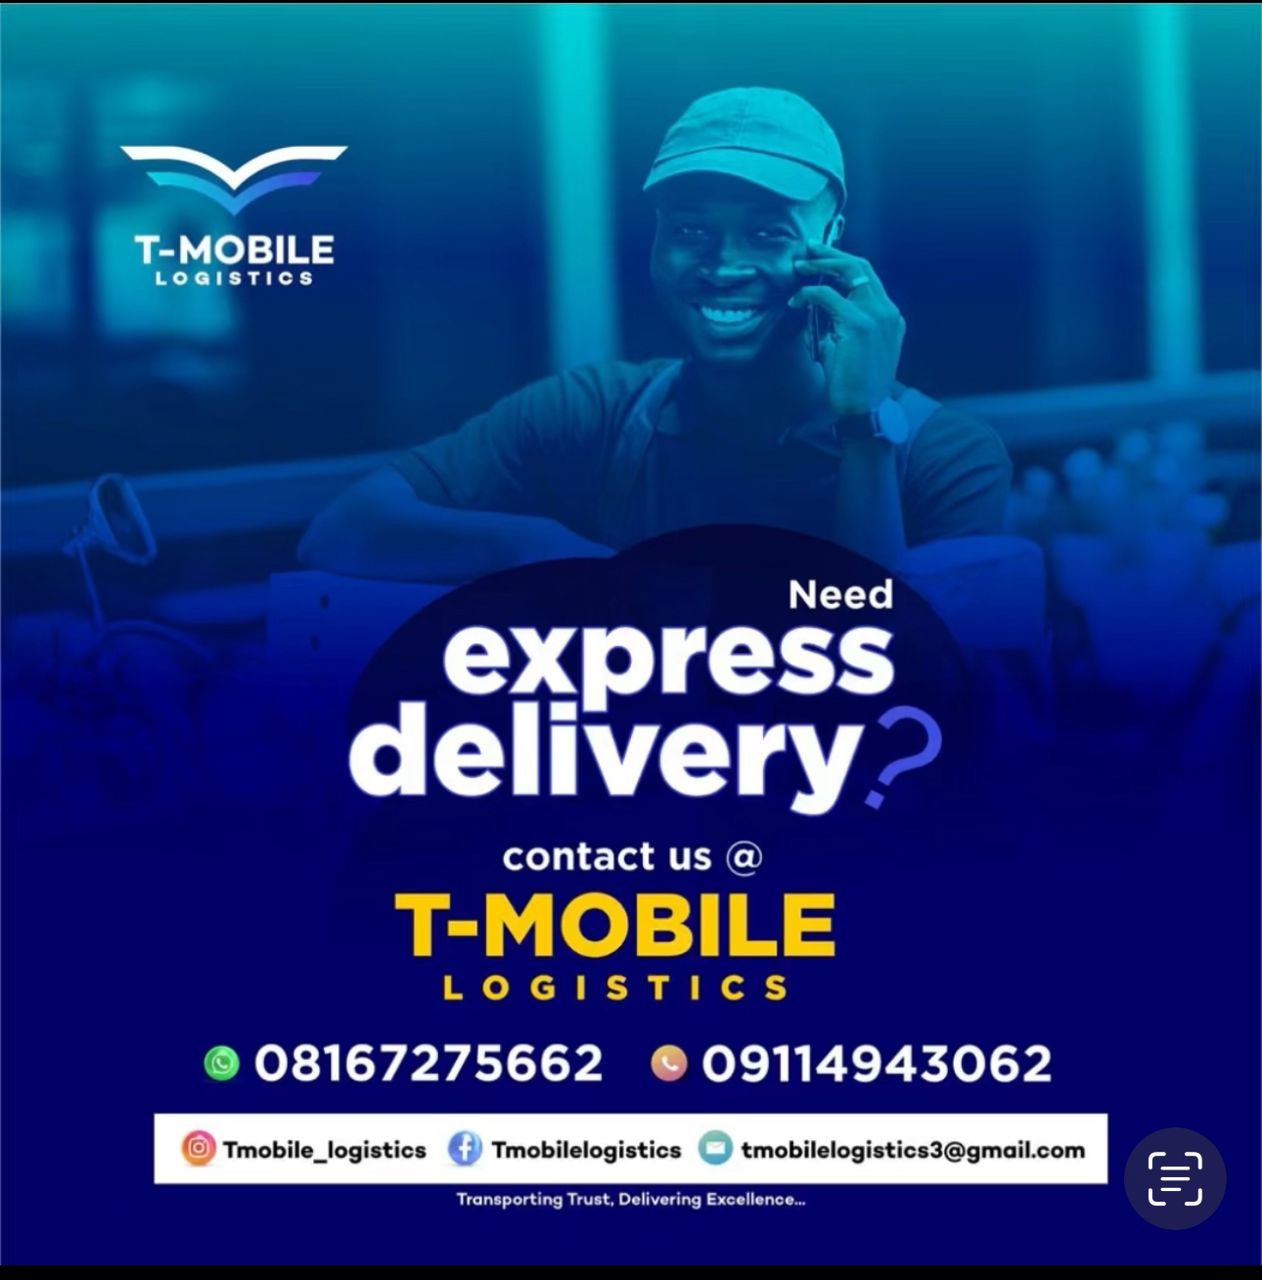 T-MOBILE
LOGISTICS
Need
express
delivery?
contact us @
T-MOBILE
LOGISTICS
08167275662 09114943062
Tmobile_logistics Tmobilelogistics tmobilelogistics3@gmail.com
Transporting Trust, Delivering Excellence...